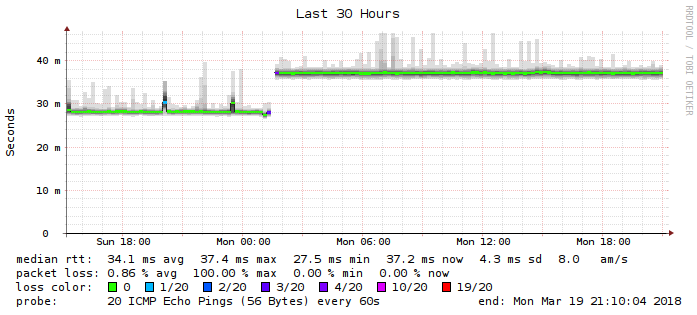 Last 30 Hours
RRDTOOL / TOBI OETIKER
Seconds
40 m
30 m
20 m
10 m
0
Sun 18:00 Mon 00:00 Mon 06:00 Mon 12:00 Mon 18:00
median rtt: 34.1 ms avg 37.4 ms max 27.5 ms min 37.2 ms now 4.3 ms sd 8.0 am/s
packet loss: 0.86 % avg 100.00 % max 0.00 % min 0.00 % now
loss color: 0 1/20 2/20 3/20 4/20 10/20 19/20
probe: 20 ICMP Echo Pings (56 Bytes) every 60s end: Mon Mar 19 21:10:04 2018